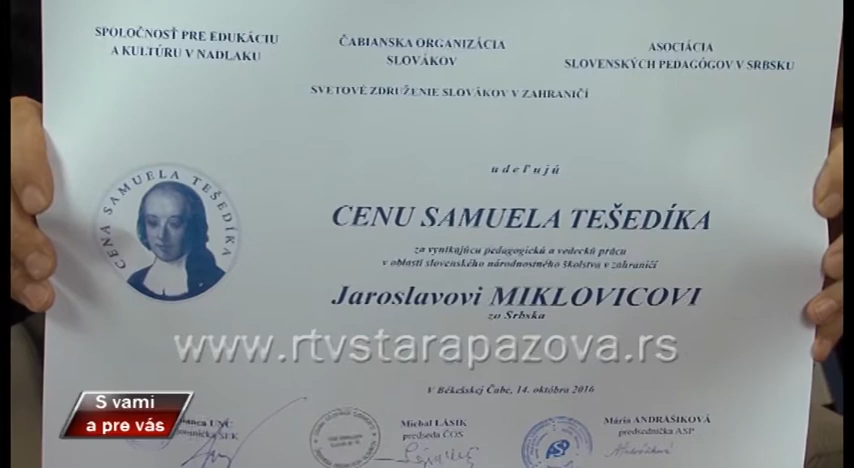 SPOLOČNOSŤ PRE EDUKÁCIU
A KULTÚRU V NADLAKU
ČABIANSKA ORGANIZÁCIA
SLOVÁKOV
ASOCIÁCIA
SLOVENSKÝCH PEDAGÓGOV V SRBSKU
SVETOVÉ ZDRUŽENIE SLOVÁKOV V ZAHRANIČÍ
udeľujú
CENA SAMUELA TEŠEDÍKA
CENU SAMUELA TEŠEDÍKA
za vynikajúcu pedagogickú a vedeckú prácu
v oblasti slovenského národnostného školstva v zahraničí
Jaroslavovi MIKLOVICOVI
zo Srbska
www.rtvstarapazova.rs
V Békešskej Čabe, 14. októbra 2016
S vami
a pre vás
Michal LÁSIK
predseda ČOS
Mária ANDRÁŠIKOVÁ
predsedníčka ASP
ASP